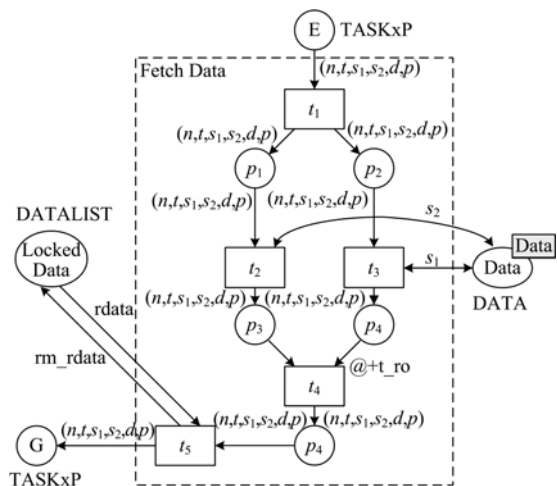 E TASKxP
Fetch Data
(n,t,s₁,s₂,d,p)
t₁
(n,t,s₁,s₂,d,p) (n,t,s₁,s₂,d,p)
p₁ p₂
(n,t,s₁,s₂,d,p) (n,t,s₁,s₂,d,p)
DATALIST
s₂
Data
Locked
Data
t₂ t₃ s₁ Data
DATA
rdata
(n,t,s₁,s₂,d,p) (n,t,s₁,s₂,d,p)
p₃ p₄
rm_rdata
@+t_ro
t₄
(n,t,s₁,s₂,d,p) (n,t,s₁,s₂,d,p) (n,t,s₁,s₂,d,p)
G t₅ p₄
TASKxP